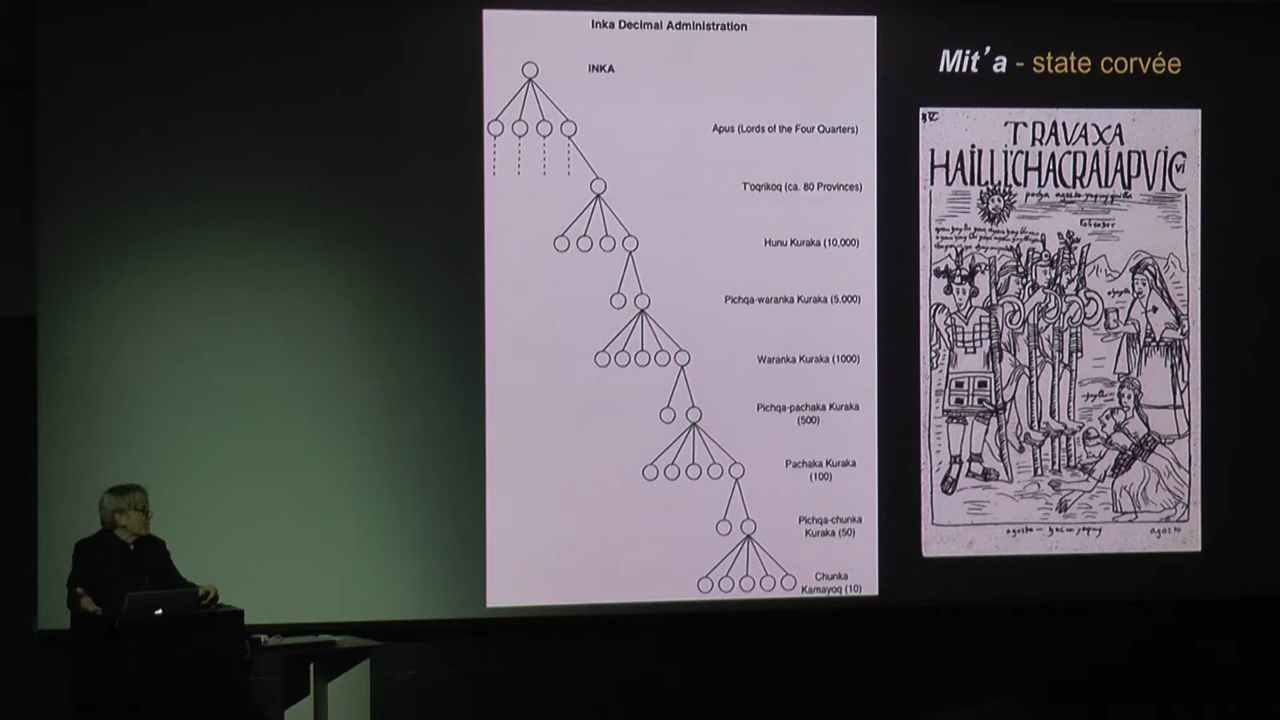 Inka Decimal Administration
INKA
Apus (Lords of the Four Quarters)
T'oqrikoq (ca. 80 Provinces)
Hunu Kuraka (10,000)
Pichqa-waranka Kuraka (5,000)
Waranka Kuraka (1000)
Pichqa-pachaka Kuraka
(500)
Pachaka Kuraka
(100)
Pichqa-chunka
Kuraka (50)
Chunka
Kamayoq (10)
Mit'a - state corvée
TRAVAXA
HAILLICHACRAIAPVIC
agosto